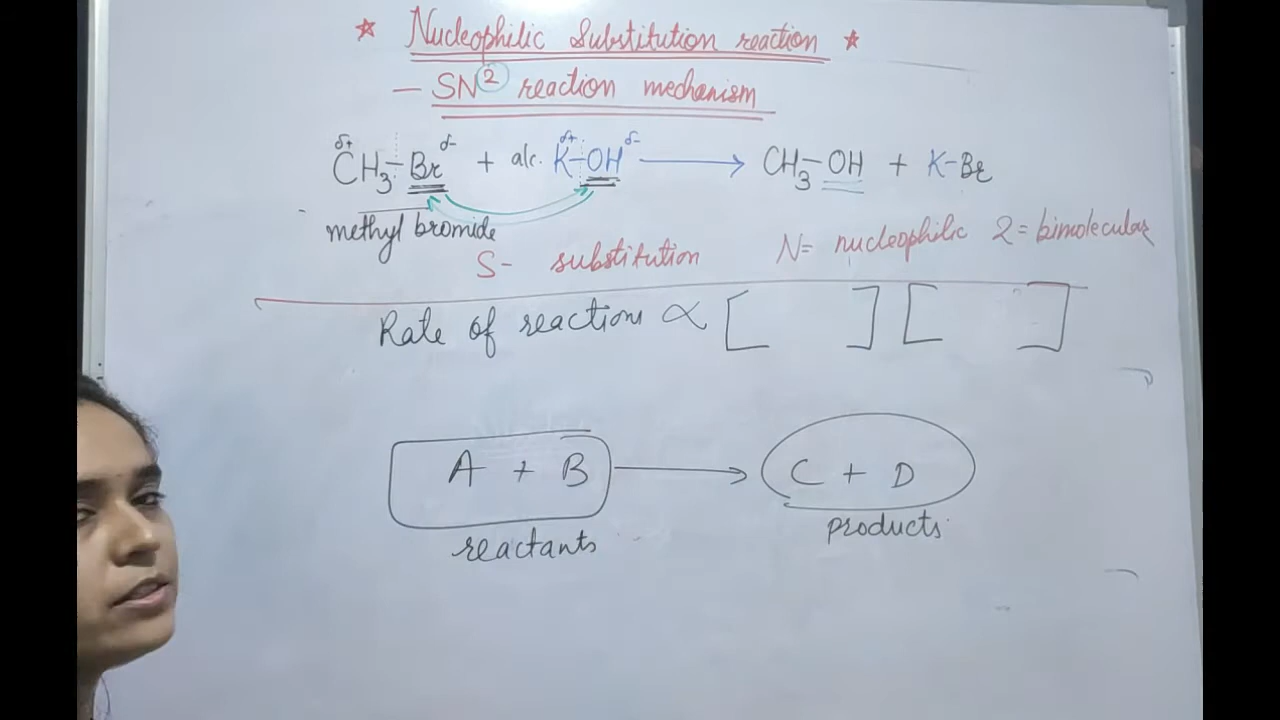 ★ Nucleophilic Substitution reaction ★
— SN² reaction mechanism
δ+ δ- δ+ δ-
CH₃-Br + alc. K-OH ⟶ CH₃-OH + K-Br
methyl bromide
S- substitution N= nucleophilic 2= bimolecular
Rate of reactions ∝ [ ] [ ]
A + B ⟶ C + D
reactants products